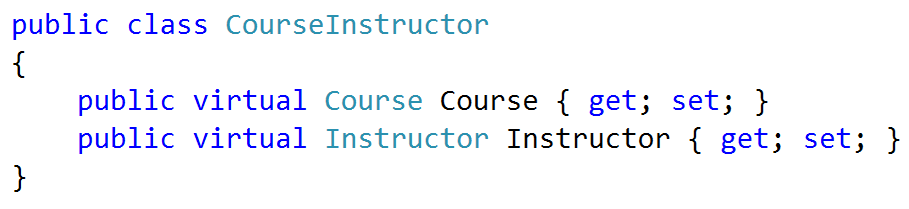 public class CourseInstructor
{
    public virtual Course Course { get; set; }
    public virtual Instructor Instructor { get; set; }
}